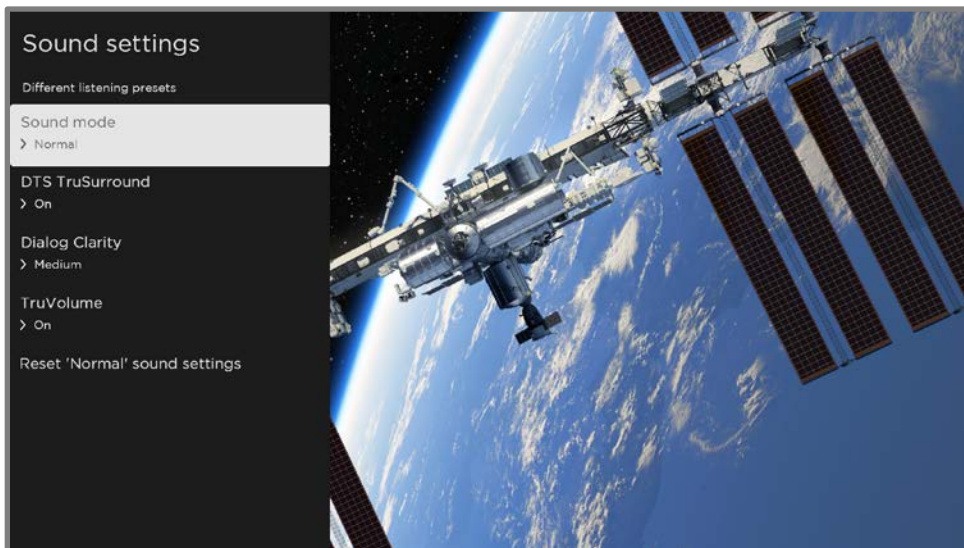 Sound settings
Different listening presets
Sound mode
> Normal
DTS TruSurround
> On
Dialog Clarity
> Medium
TruVolume
> On
Reset 'Normal' sound settings